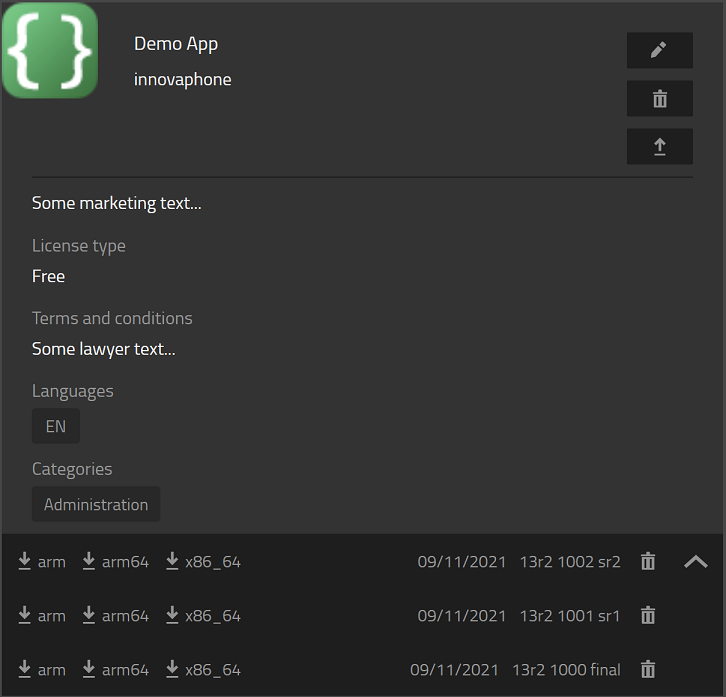 Demo App
innovaphone
Some marketing text...
License type
Free
Terms and conditions
Some lawyer text...
Languages
EN
Categories
Administration
arm arm64 x86_64 09/11/2021 13r2 1002 sr2
arm arm64 x86_64 09/11/2021 13r2 1001 sr1
arm arm64 x86_64 09/11/2021 13r2 1000 final